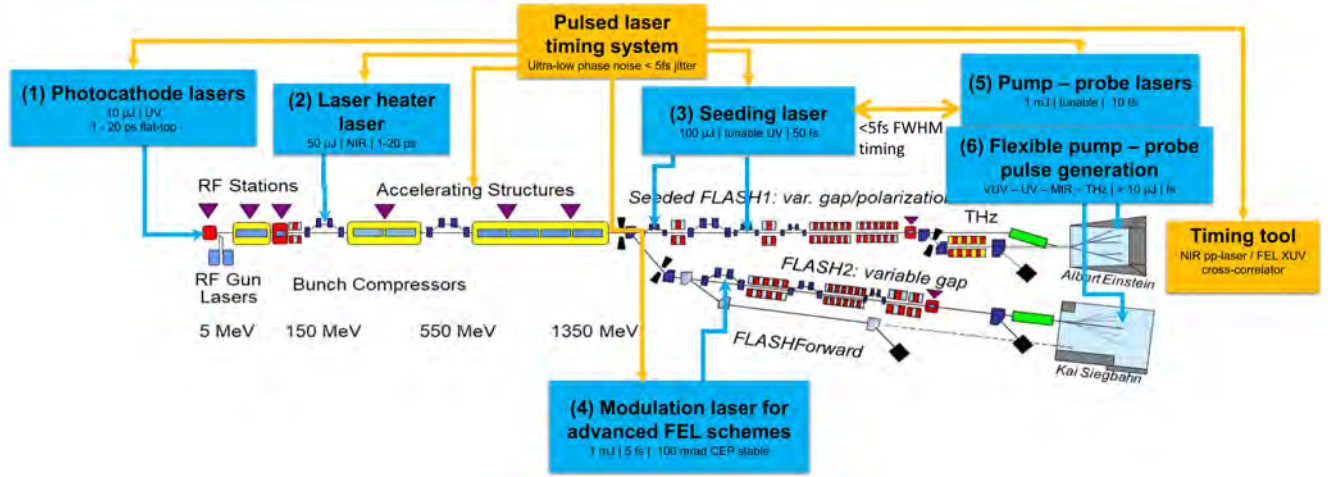 Pulsed laser
timing system
Ultra-low phase noise < 5fs jitter
(1) Photocathode lasers
10 µJ | UV
1 - 20 ps flat-top
(2) Laser heater
laser
50 µJ | NIR | 1-20 ps
(3) Seeding laser
100 µJ | tunable UV | 50 fs
<5fs FWHM
timing
(5) Pump – probe lasers
1 mJ | tunable | 10 fs
(6) Flexible pump – probe
pulse generation
VUV – UV – MIR – THz | > 10 µJ | fs
RF Stations
Accelerating Structures
Seeded FLASH1: var. gap/polarization
THz
Timing tool
NIR pp-laser / FEL XUV
cross-correlator
Albert Einstein
RF Gun
Lasers
Bunch Compressors
FLASH2: variable gap
5 MeV
150 MeV
550 MeV
1350 MeV
FLASHForward
Kai Siegbahn
(4) Modulation laser for
advanced FEL schemes
1 mJ | 5 fs | 100 mrad CEP stable